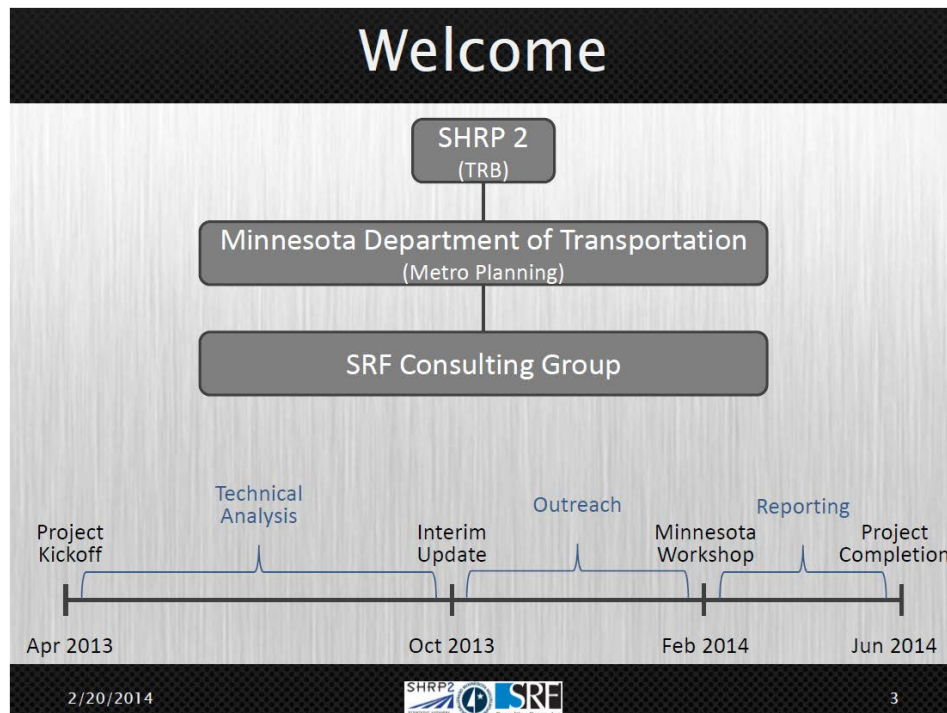 Welcome
SHRP 2
(TRB)
Minnesota Department of Transportation
(Metro Planning)
SRF Consulting Group
Technical
Analysis
Outreach
Reporting
Project
Kickoff
Interim
Update
Minnesota
Workshop
Project
Completion
Apr 2013
Oct 2013
Feb 2014
Jun 2014
2/20/2014
SHRP2
SRF
3